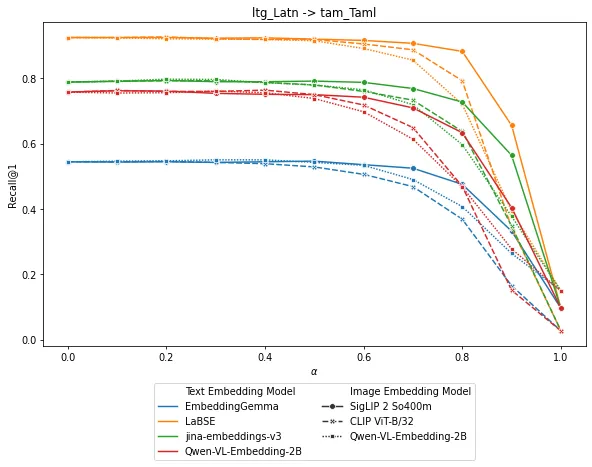 ltg_Latn -> tam_Taml
Recall@1
0.8
0.6
0.4
0.2
0.0
0.0 0.2 0.4 0.6 0.8 1.0
α
Text Embedding Model Image Embedding Model
EmbeddingGemma SigLIP 2 So400m
LaBSE CLIP ViT-B/32
jina-embeddings-v3 Qwen-VL-Embedding-2B
Qwen-VL-Embedding-2B